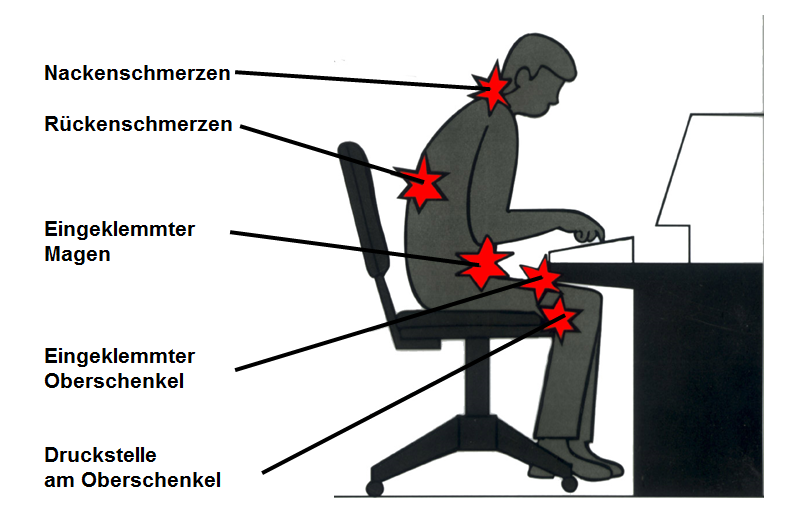 Nackenschmerzen
Rückenschmerzen
Eingeklemmter
Magen
Eingeklemmter
Oberschenkel
Druckstelle
am Oberschenkel